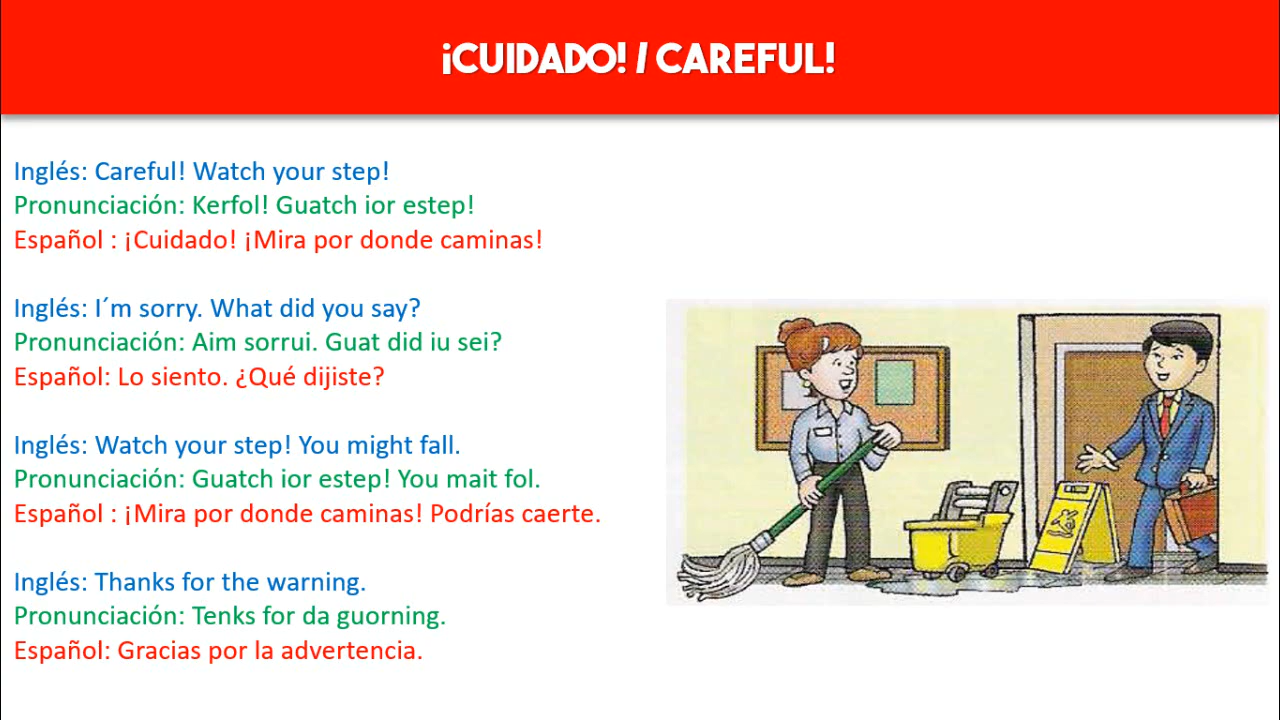 ¡CUIDADO! / CAREFUL!
Inglés: Careful! Watch your step!
Pronunciación: Kerfol! Guatch ior estep!
Español : ¡Cuidado! ¡Mira por donde caminas!
Inglés: I´m sorry. What did you say?
Pronunciación: Aim sorrui. Guat did iu sei?
Español: Lo siento. ¿Qué dijiste?
Inglés: Watch your step! You might fall.
Pronunciación: Guatch ior estep! You mait fol.
Español : ¡Mira por donde caminas! Podrías caerte.
Inglés: Thanks for the warning.
Pronunciación: Tenks for da guorning.
Español: Gracias por la advertencia.